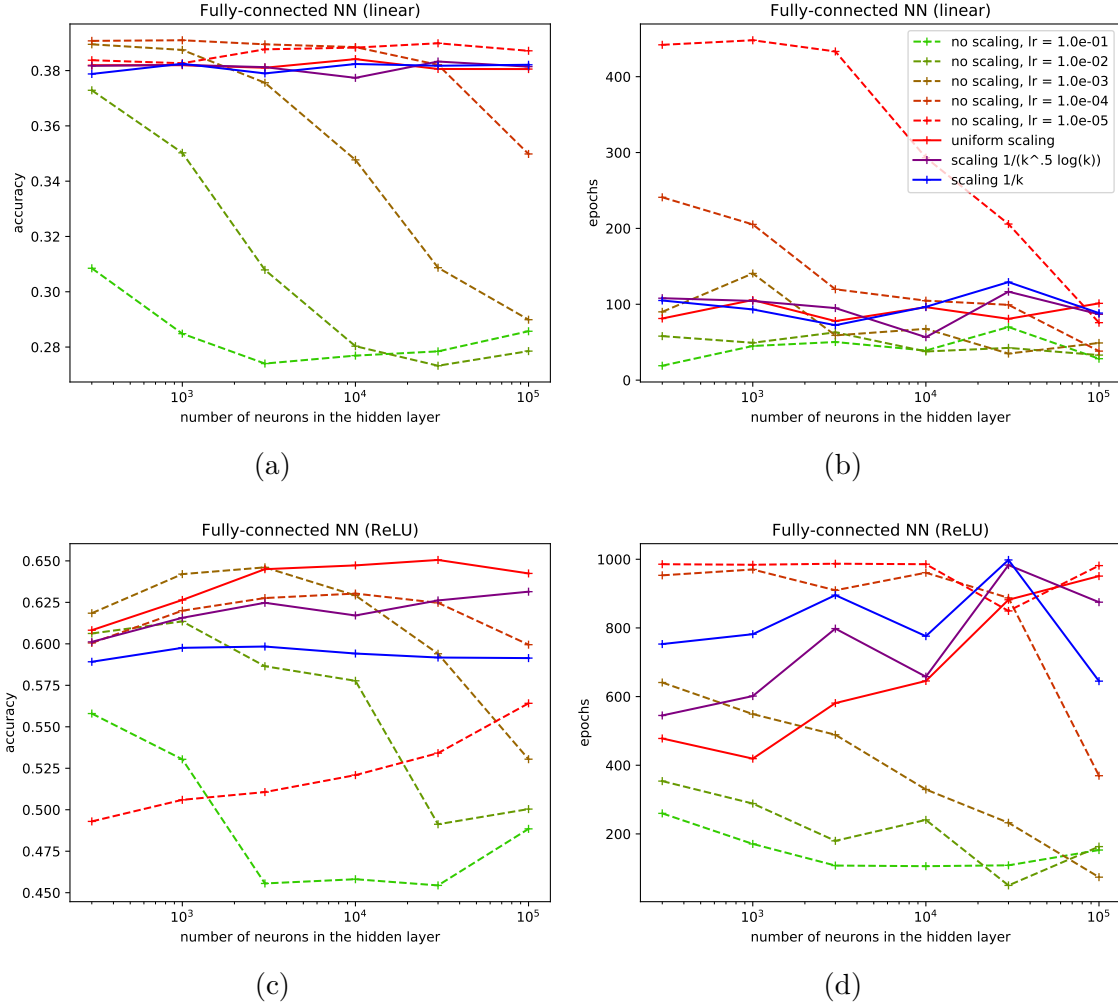 Fully-connected NN (linear)
accuracy
0.38
0.36
0.34
0.32
0.30
0.28
10^3
10^4
10^5
number of neurons in the hidden layer
(a)
Fully-connected NN (linear)
epochs
400
300
200
100
0
no scaling, lr = 1.0e-01
no scaling, lr = 1.0e-02
no scaling, lr = 1.0e-03
no scaling, lr = 1.0e-04
no scaling, lr = 1.0e-05
uniform scaling
scaling 1/(k^.5 log(k))
scaling 1/k
10^3
10^4
10^5
number of neurons in the hidden layer
(b)
Fully-connected NN (ReLU)
accuracy
0.650
0.625
0.600
0.575
0.550
0.525
0.500
0.475
0.450
10^3
10^4
10^5
number of neurons in the hidden layer
(c)
Fully-connected NN (ReLU)
epochs
1000
800
600
400
200
10^3
10^4
10^5
number of neurons in the hidden layer
(d)